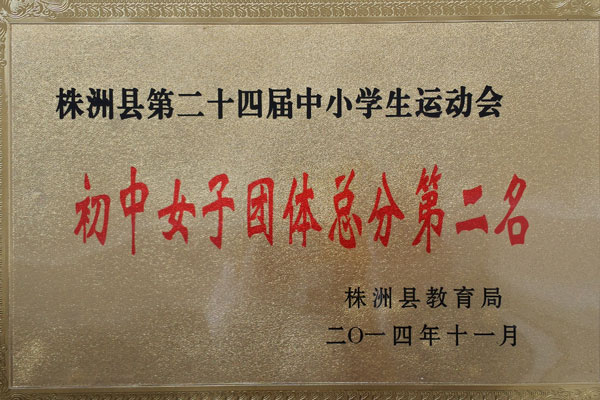 株洲县第二十四届中小学生运动会
初中女子团体总分第二名
株洲县教育局
二〇一四年十一月